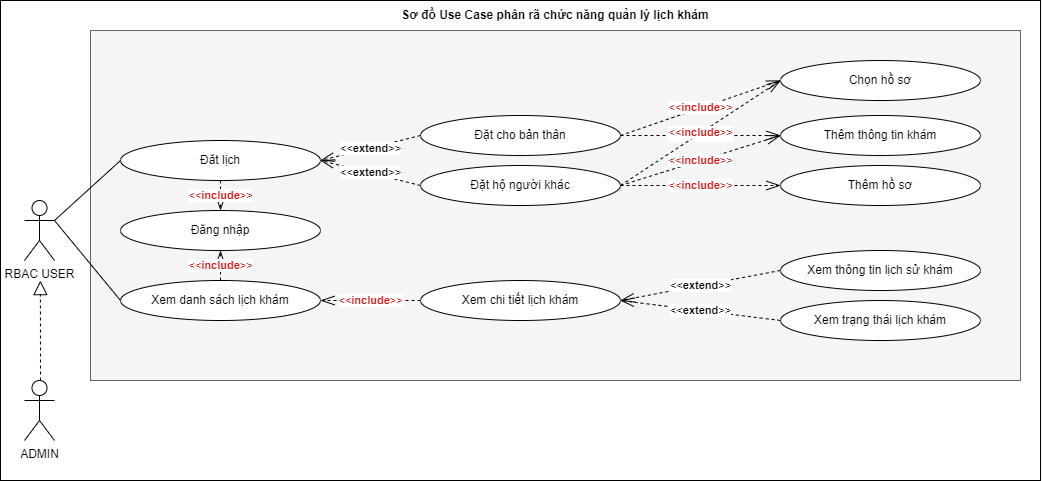 Sơ đồ Use Case phân rã chức năng quản lý lịch khám
Chọn hồ sơ
<<include>>
Đặt cho bản thân
<<include>>
Thêm thông tin khám
<<extend>>
Đăt lịch
<<include>>
<<extend>>
Đặt hộ người khác
<<include>>
Thêm hồ sơ
<<include>>
Đăng nhập
RBAC USER
<<include>>
Xem thông tin lịch sử khám
<<extend>>
Xem danh sách lịch khám
<<include>>
Xem chi tiết lịch khám
<<extend>>
Xem trạng thái lịch khám
ADMIN